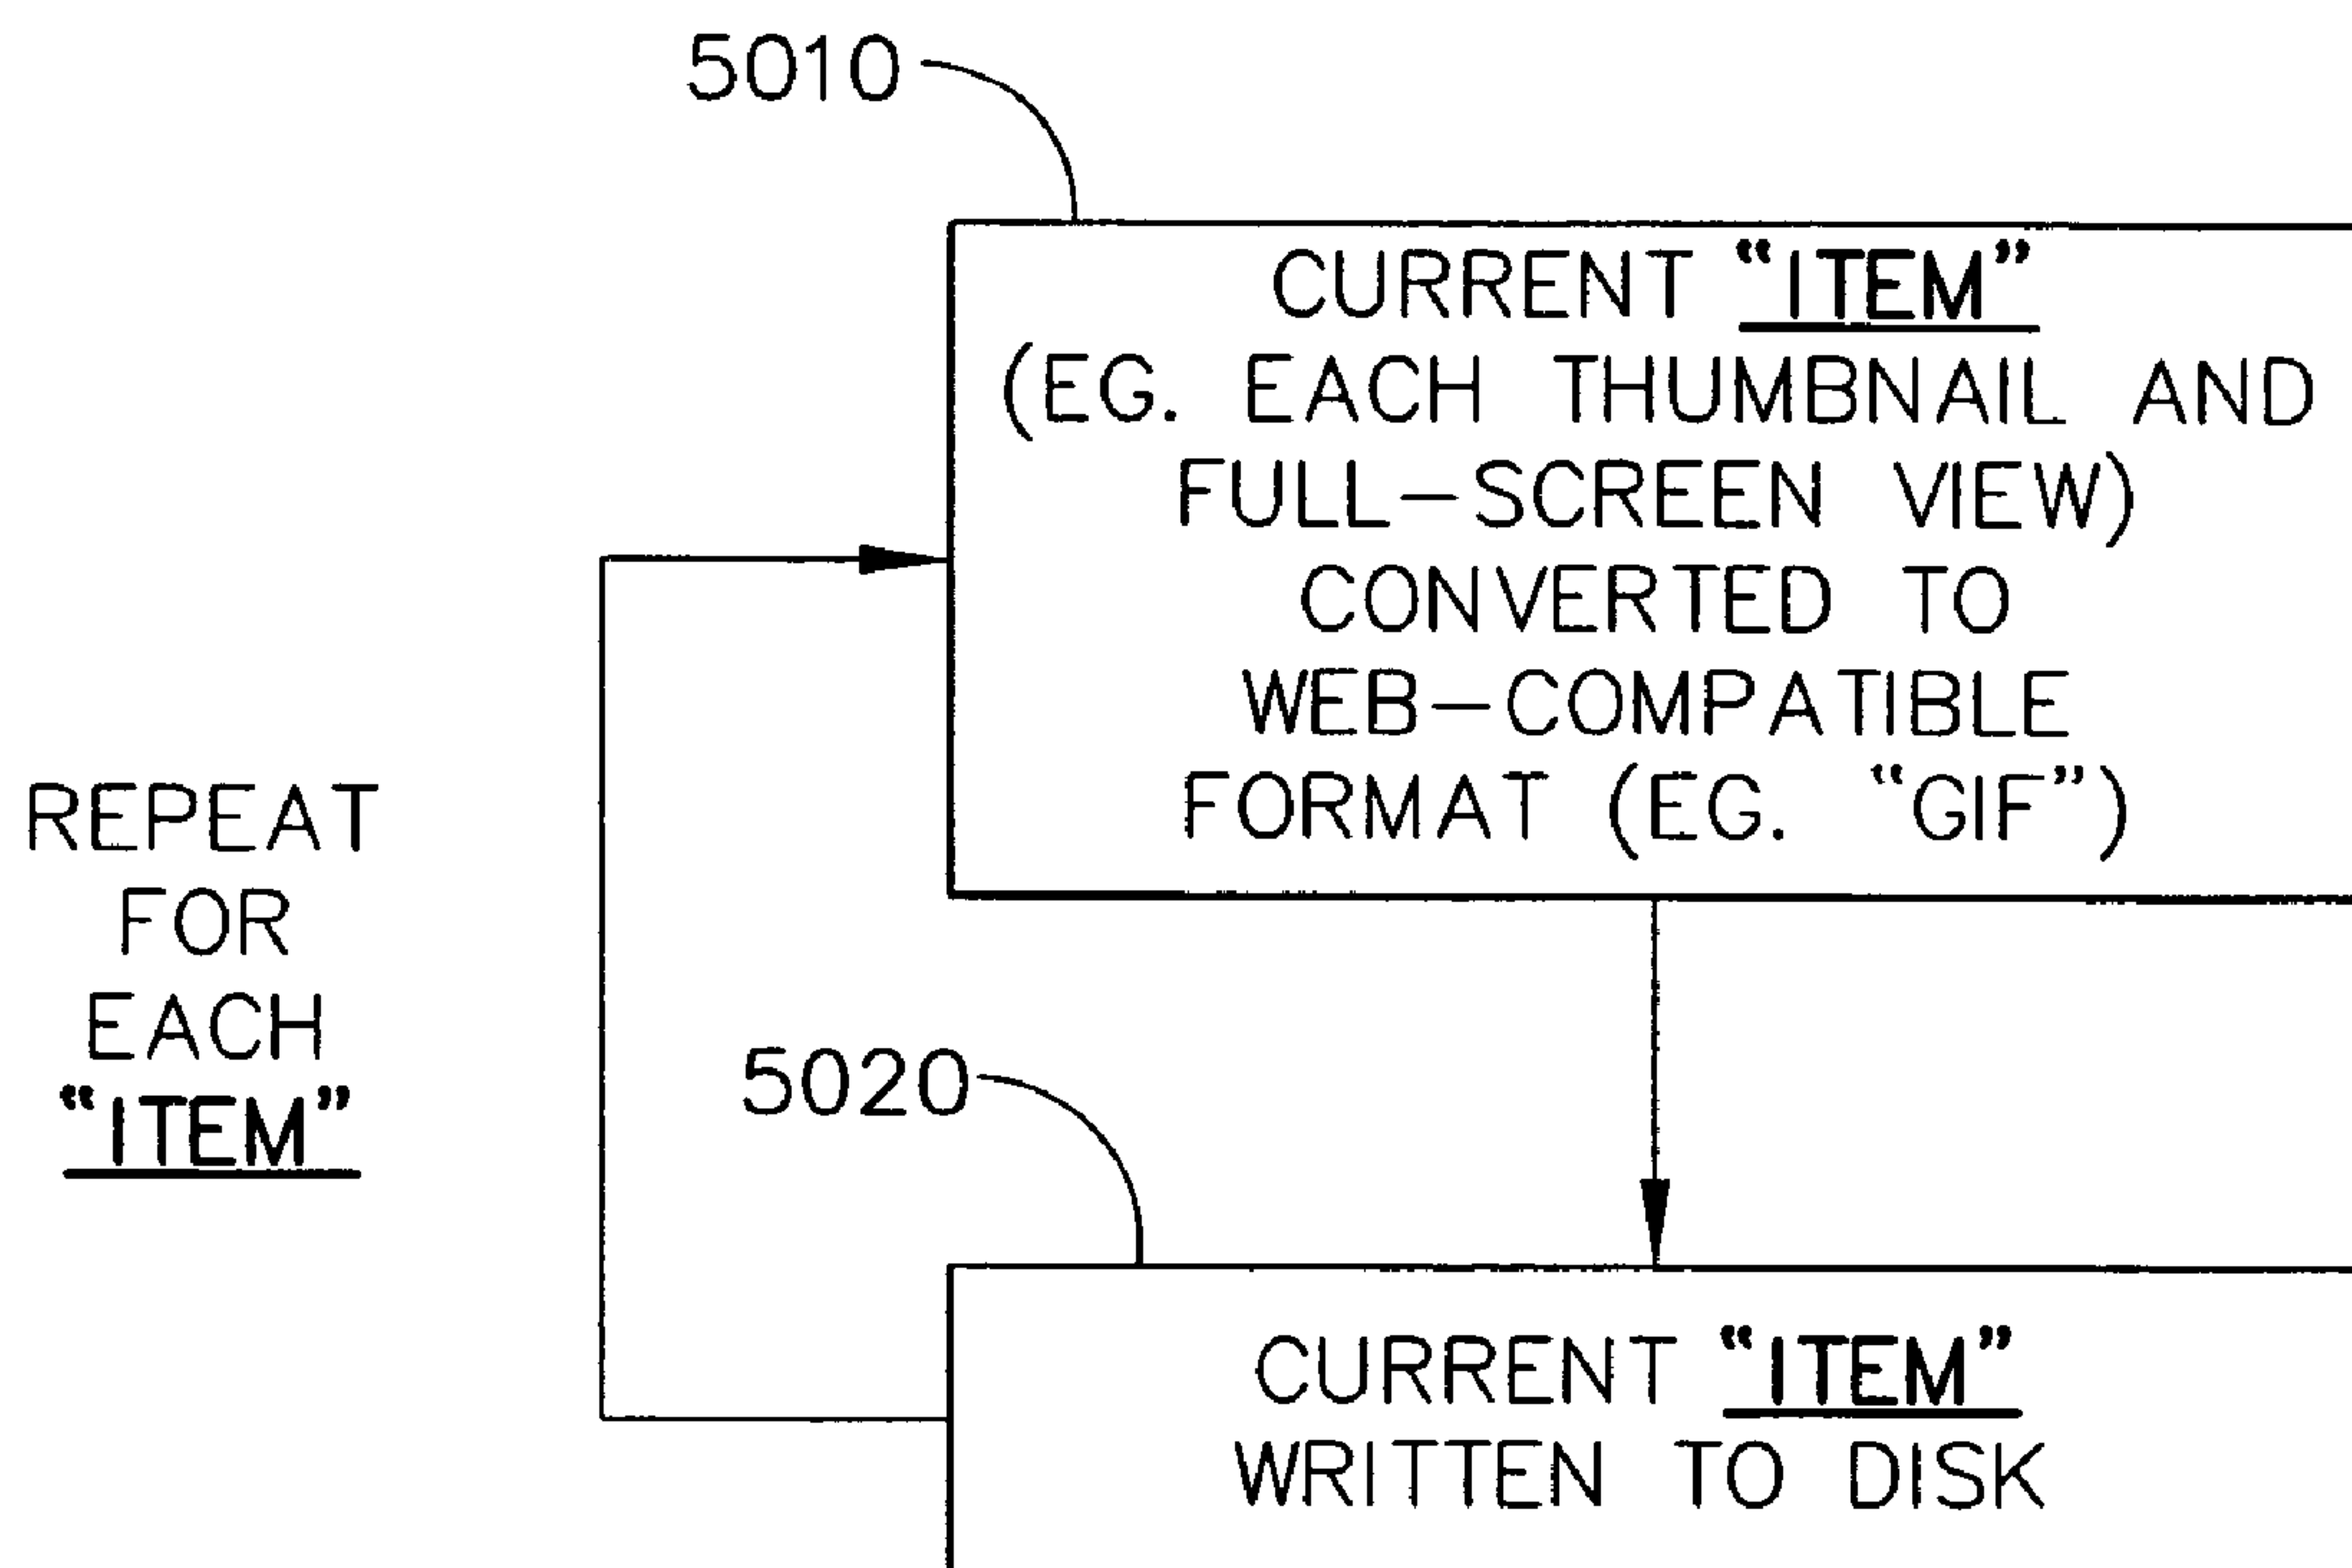 5010
CURRENT “ITEM”
(EG. EACH THUMBNAIL AND
FULL–SCREEN VIEW)
CONVERTED TO
WEB–COMPATIBLE
FORMAT (EG. “GIF”)
REPEAT
FOR
EACH
“ITEM”
5020
CURRENT “ITEM”
WRITTEN TO DISK